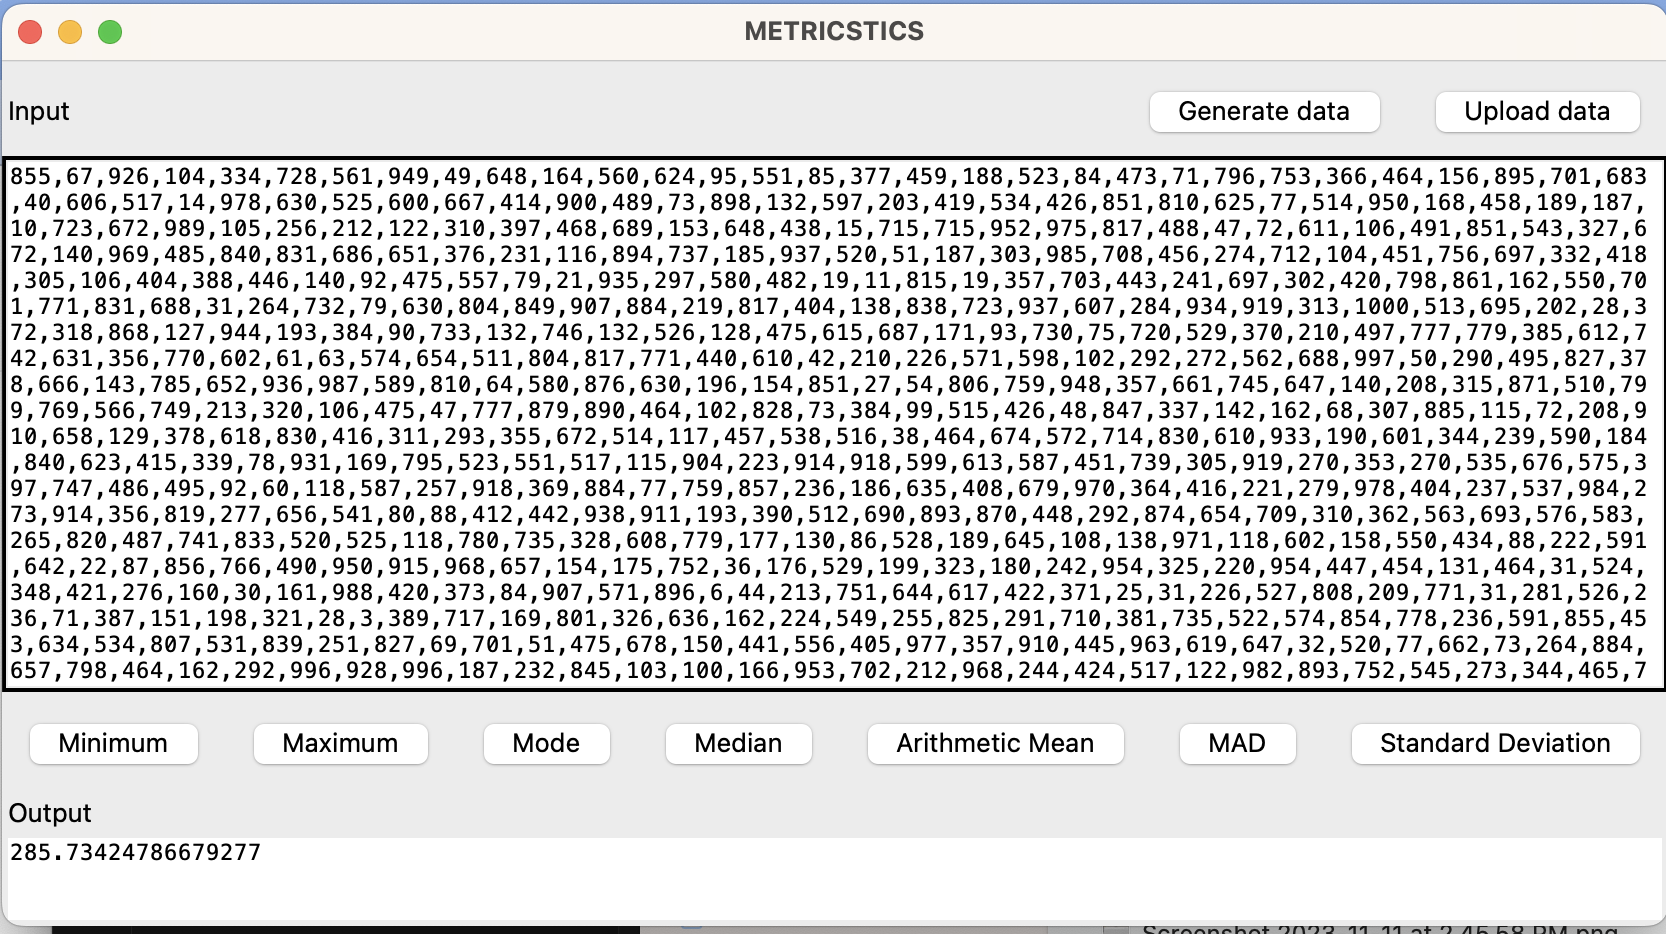 METRICSTICS
Input
Generate data
Upload data
855,67,926,104,334,728,561,949,49,648,164,560,624,95,551,85,377,459,188,523,84,473,71,796,753,366,464,156,895,701,683
,40,606,517,14,978,630,525,600,667,414,900,489,73,898,132,597,203,419,534,426,851,810,625,77,514,950,168,458,189,187,
10,723,672,989,105,256,212,122,310,397,468,689,153,648,438,15,715,715,952,975,817,488,47,72,611,106,491,851,543,327,6
72,140,969,485,840,831,686,651,376,231,116,894,737,185,937,520,51,187,303,985,708,456,274,712,104,451,756,697,332,418
,305,106,404,388,446,140,92,475,557,79,21,935,297,580,482,19,11,815,19,357,703,443,241,697,302,420,798,861,162,550,70
1,771,831,688,31,264,732,79,630,804,849,907,884,219,817,404,138,838,723,937,607,284,934,919,313,1000,513,695,202,28,3
72,318,868,127,944,193,384,90,733,132,746,132,526,128,475,615,687,171,93,730,75,720,529,370,210,497,777,779,385,612,7
42,631,356,770,602,61,63,574,654,511,804,817,771,440,610,42,210,226,571,598,102,292,272,562,688,997,50,290,495,827,37
8,666,143,785,652,936,987,589,810,64,580,876,630,196,154,851,27,54,806,759,948,357,661,745,647,140,208,315,871,510,79
9,769,566,749,213,320,106,475,47,777,879,890,464,102,828,73,384,99,515,426,48,847,337,142,162,68,307,885,115,72,208,9
10,658,129,378,618,830,416,311,293,355,672,514,117,457,538,516,38,464,674,572,714,830,610,933,190,601,344,239,590,184
,840,623,415,339,78,931,169,795,523,551,517,115,904,223,914,918,599,613,587,451,739,305,919,270,353,270,535,676,575,3
97,747,486,495,92,60,118,587,257,918,369,884,77,759,857,236,186,635,408,679,970,364,416,221,279,978,404,237,537,984,2
73,914,356,819,277,656,541,80,88,412,442,938,911,193,390,512,690,893,870,448,292,874,654,709,310,362,563,693,576,583,
265,820,487,741,833,520,525,118,780,735,328,608,779,177,130,86,528,189,645,108,138,971,118,602,158,550,434,88,222,591
,642,22,87,856,766,490,950,915,968,657,154,175,752,36,176,529,199,323,180,242,954,325,220,954,447,454,131,464,31,524,
348,421,276,160,30,161,988,420,373,84,907,571,896,6,44,213,751,644,617,422,371,25,31,226,527,808,209,771,31,281,526,2
36,71,387,151,198,321,28,3,389,717,169,801,326,636,162,224,549,255,825,291,710,381,735,522,574,854,778,236,591,855,45
3,634,534,807,531,839,251,827,69,701,51,475,678,150,441,556,405,977,357,910,445,963,619,647,32,520,77,662,73,264,884,
657,798,464,162,292,996,928,996,187,232,845,103,100,166,953,702,212,968,244,424,517,122,982,893,752,545,273,344,465,7
Minimum
Maximum
Mode
Median
Arithmetic Mean
MAD
Standard Deviation
Output
285.73424786679277
Screenshot 2023-11-11 at 2.45.58 PM.png